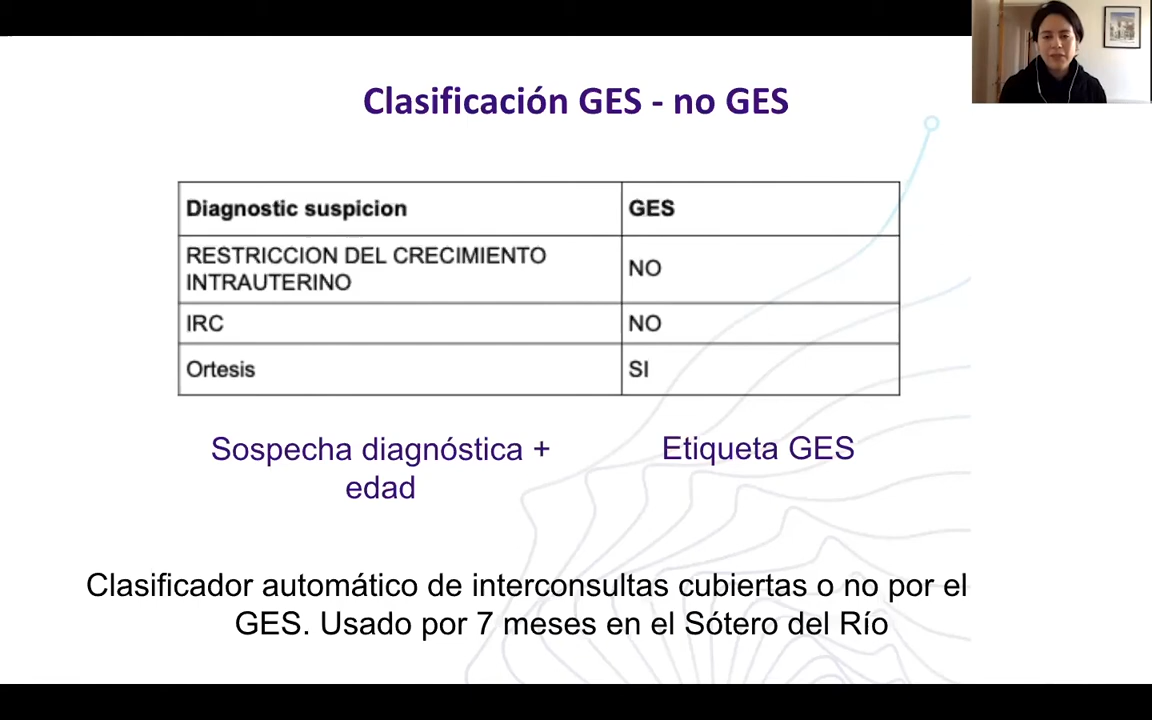 Clasificación GES - no GES
Diagnostic suspicion GES
RESTRICCION DEL CRECIMIENTO
INTRAUTERINO NO
IRC NO
Ortesis SI
Sospecha diagnóstica +
edad
Etiqueta GES
Clasificador automático de interconsultas cubiertas o no por el
GES. Usado por 7 meses en el Sótero del Río